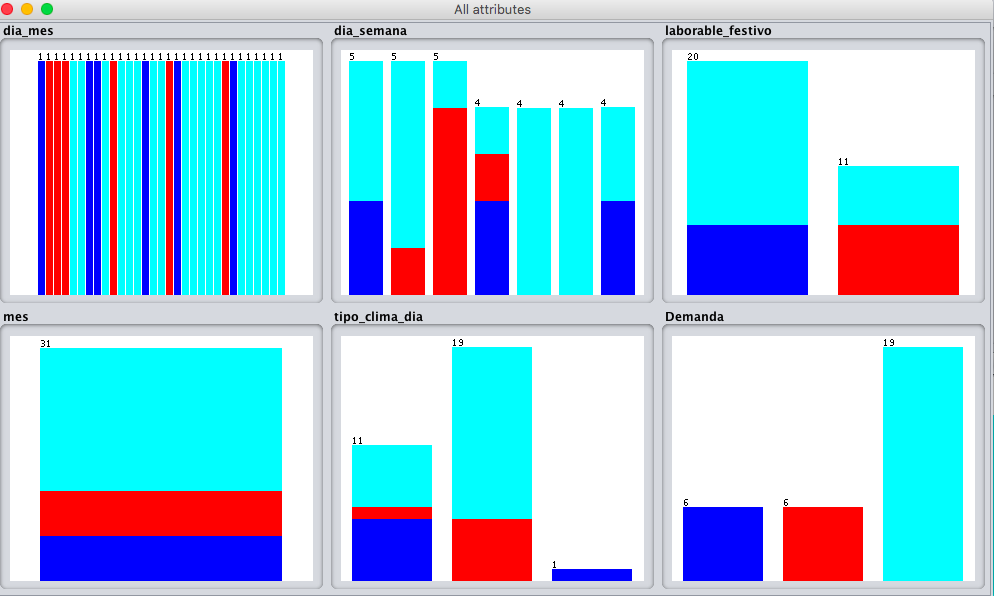 All attributes
dia_mes
dia_semana
laborable_festivo
1 1 1 1 1 1 1 1 1 1 1 1 1 1 1 1 1 1 1 1 1 1 1 1 1 1 1 1 1 1 1
5 5 5 4 4 4 4
20 11
mes
tipo_clima_dia
Demanda
31
11 19 1
6 6 19